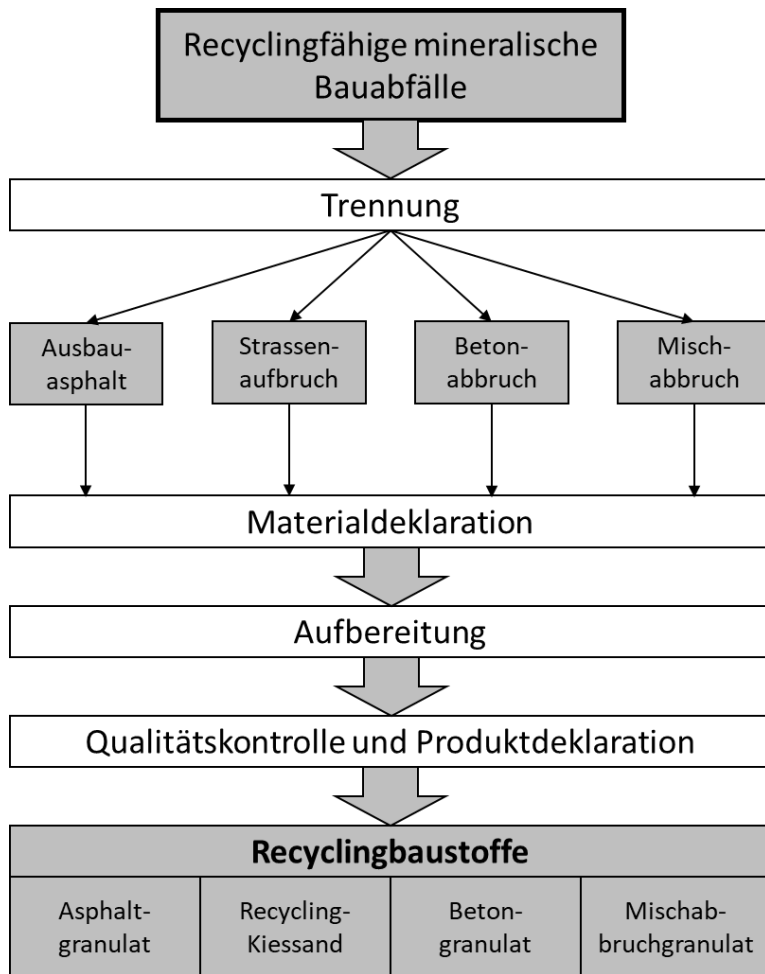 Recyclingfähige mineralische
Bauabfälle
Trennung
Ausbau-
asphalt
Strassen-
aufbruch
Beton-
abbruch
Misch-
abbruch
Materialdeklaration
Aufbereitung
Qualitätskontrolle und Produktdeklaration
Recyclingbaustoffe
Asphalt-
granulat
Recycling-
Kiessand
Beton-
granulat
Mischab-
bruchgranulat